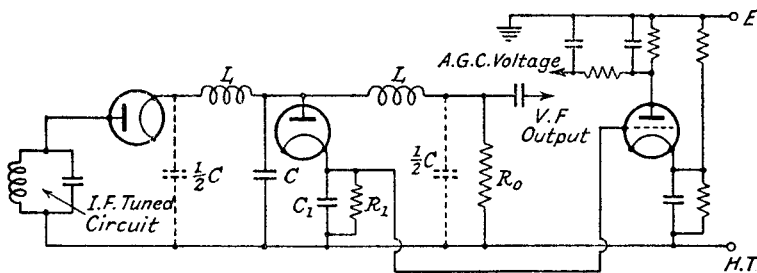 E
A.G.C. Voltage
L
L
V.F
Output
½C
C
C₁
R₁
½C
R₀
I.F. Tuned
Circuit
H.T.